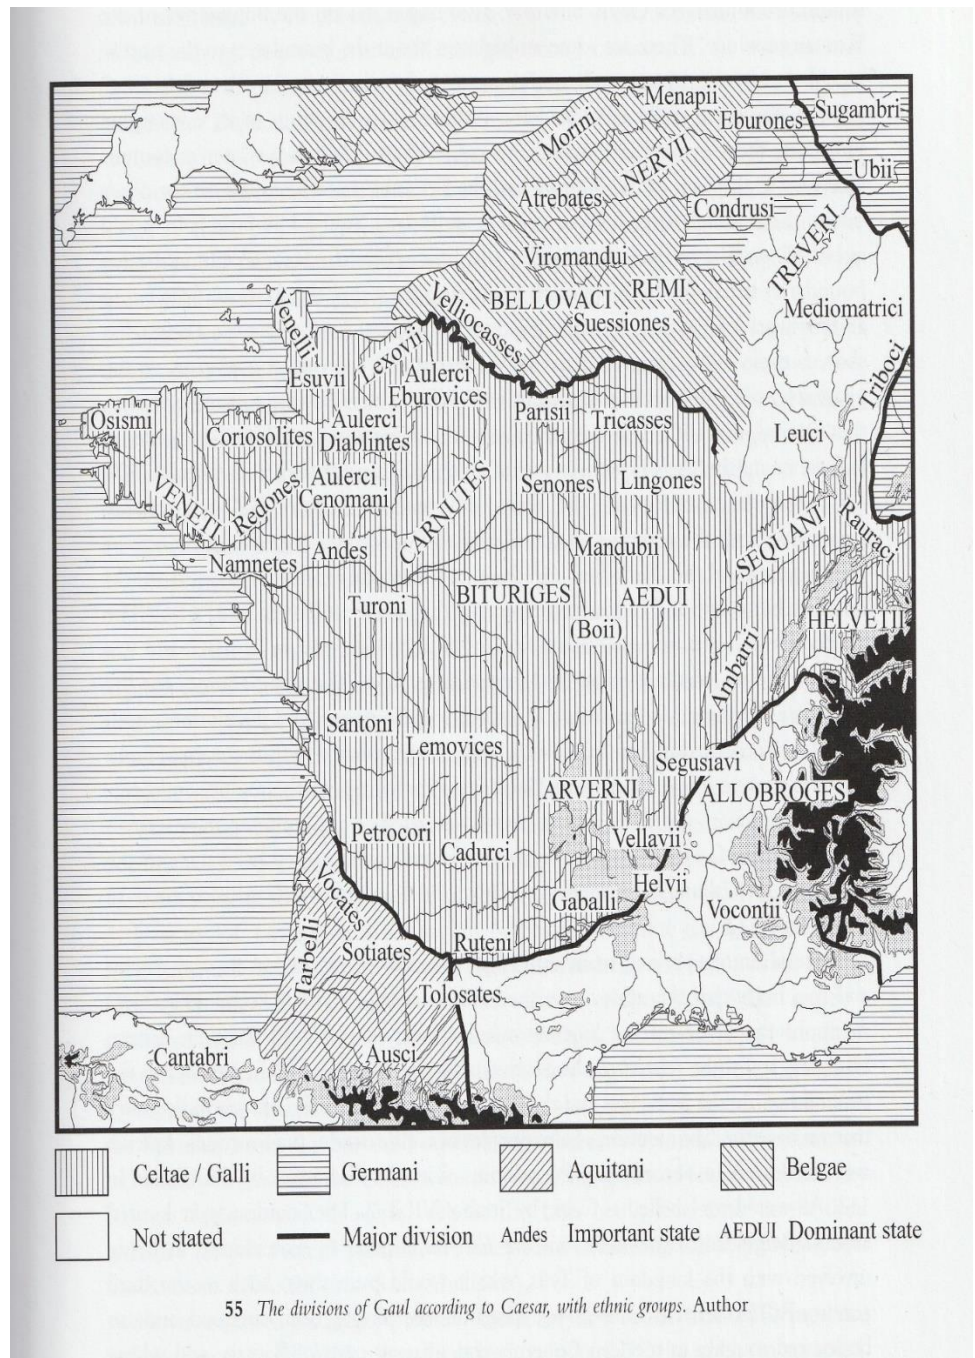 Menapii
Sugambri
Eburones
Morini
NERVII
Ubii
Atrebates
Condrusi
TREVERI
Viromandui
REMI
BELLOVACI
Mediomatrici
Suessiones
Velliocasses
Venelli
Lexovii
Esuvii
Aulerci
Eburovices
Triboci
Parisii
Tricasses
Osismi
Aulerci
Diablintes
Coriosolites
Leuci
Aulerci
Cenomani
Senones
Lingones
VENETI
Redones
CARNUTES
SEQUANI
Rauraci
Andes
Mandubii
Namnetes
BITURIGES
AEDUI
Turoni
HELVETII
(Boii)
Ambarri
Santoni
Lemovices
Segusiavi
ARVERNI
ALLOBROGES
Petrocori
Cadurci
Vellavii
Helvii
Vocates
Gaballi
Vocontii
Sotiates
Ruteni
Tarbelli
Tolosates
Cantabri
Ausci
Celtae / Galli
Germani
Aquitani
Belgae
Not stated
Major division
Andes Important state
AEDUI Dominant state
55 The divisions of Gaul according to Caesar, with ethnic groups. Author